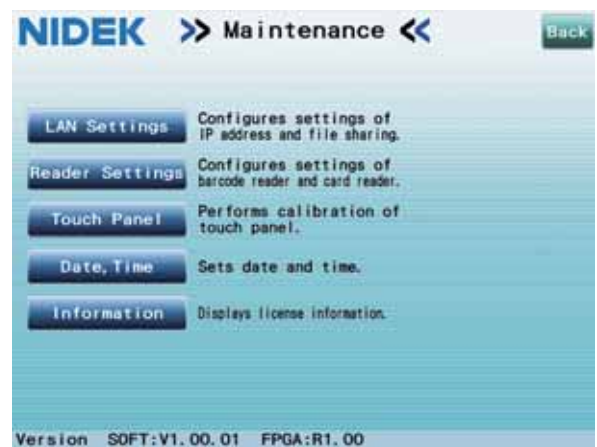 NIDEK >> Maintenance << Back
LAN Settings Configures settings of
IP address and file sharing.
Reader Settings Configures settings of
barcode reader and card reader.
Touch Panel Performs calibration of
touch panel.
Date, Time Sets date and time.
Information Displays license information.
Version SOFT:V1.00.01 FPGA:R1.00